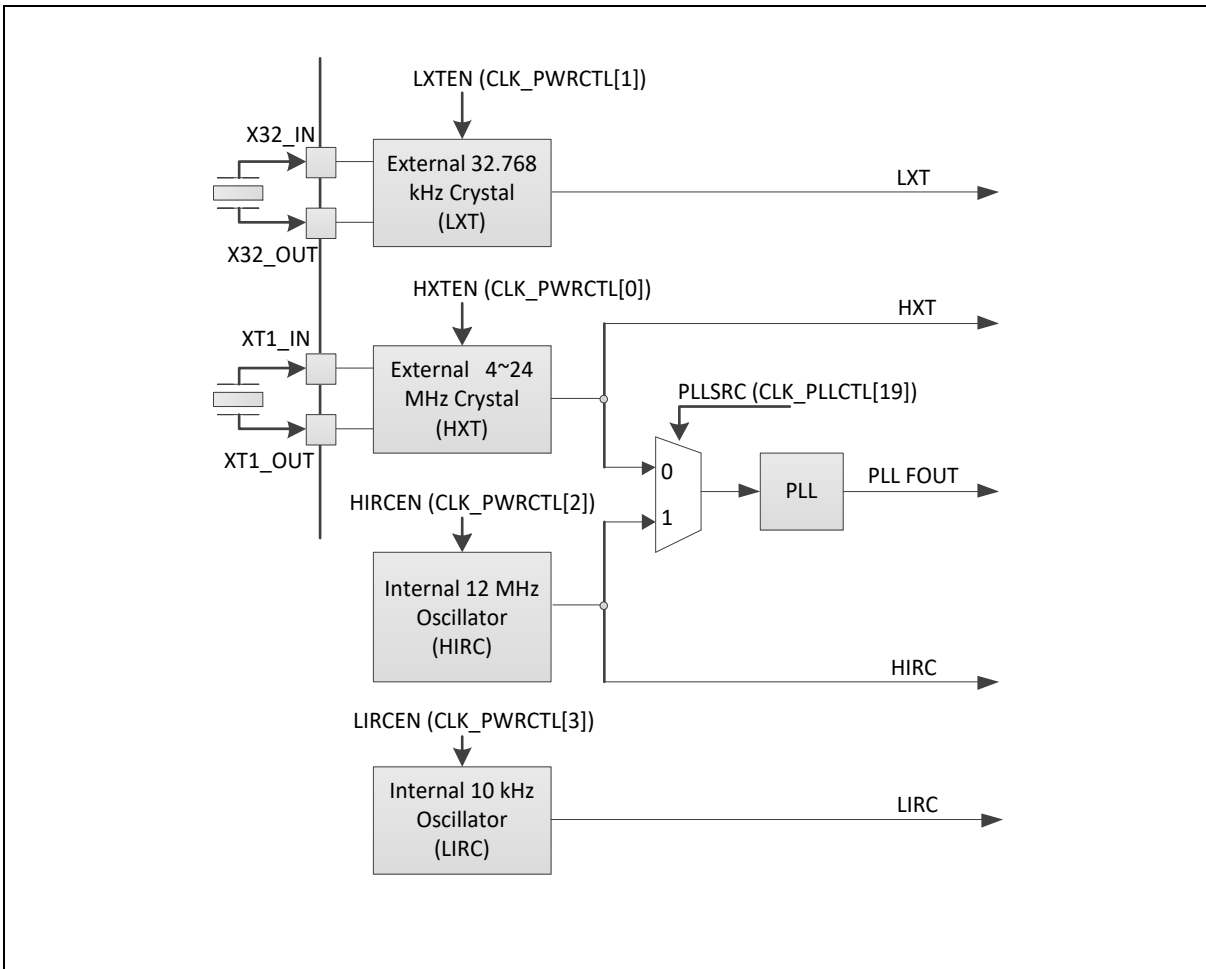 LXTEN (CLK_PWRCTL[1])
X32_IN
External 32.768
kHz Crystal
(LXT)
LXT
X32_OUT
HXTEN (CLK_PWRCTL[0])
HXT
XT1_IN
External 4~24
MHz Crystal
(HXT)
PLLSRC (CLK_PLLCTL[19])
XT1_OUT
0
PLL
PLL FOUT
1
HIRCEN (CLK_PWRCTL[2])
Internal 12 MHz
Oscillator
(HIRC)
HIRC
LIRCEN (CLK_PWRCTL[3])
Internal 10 kHz
Oscillator
(LIRC)
LIRC